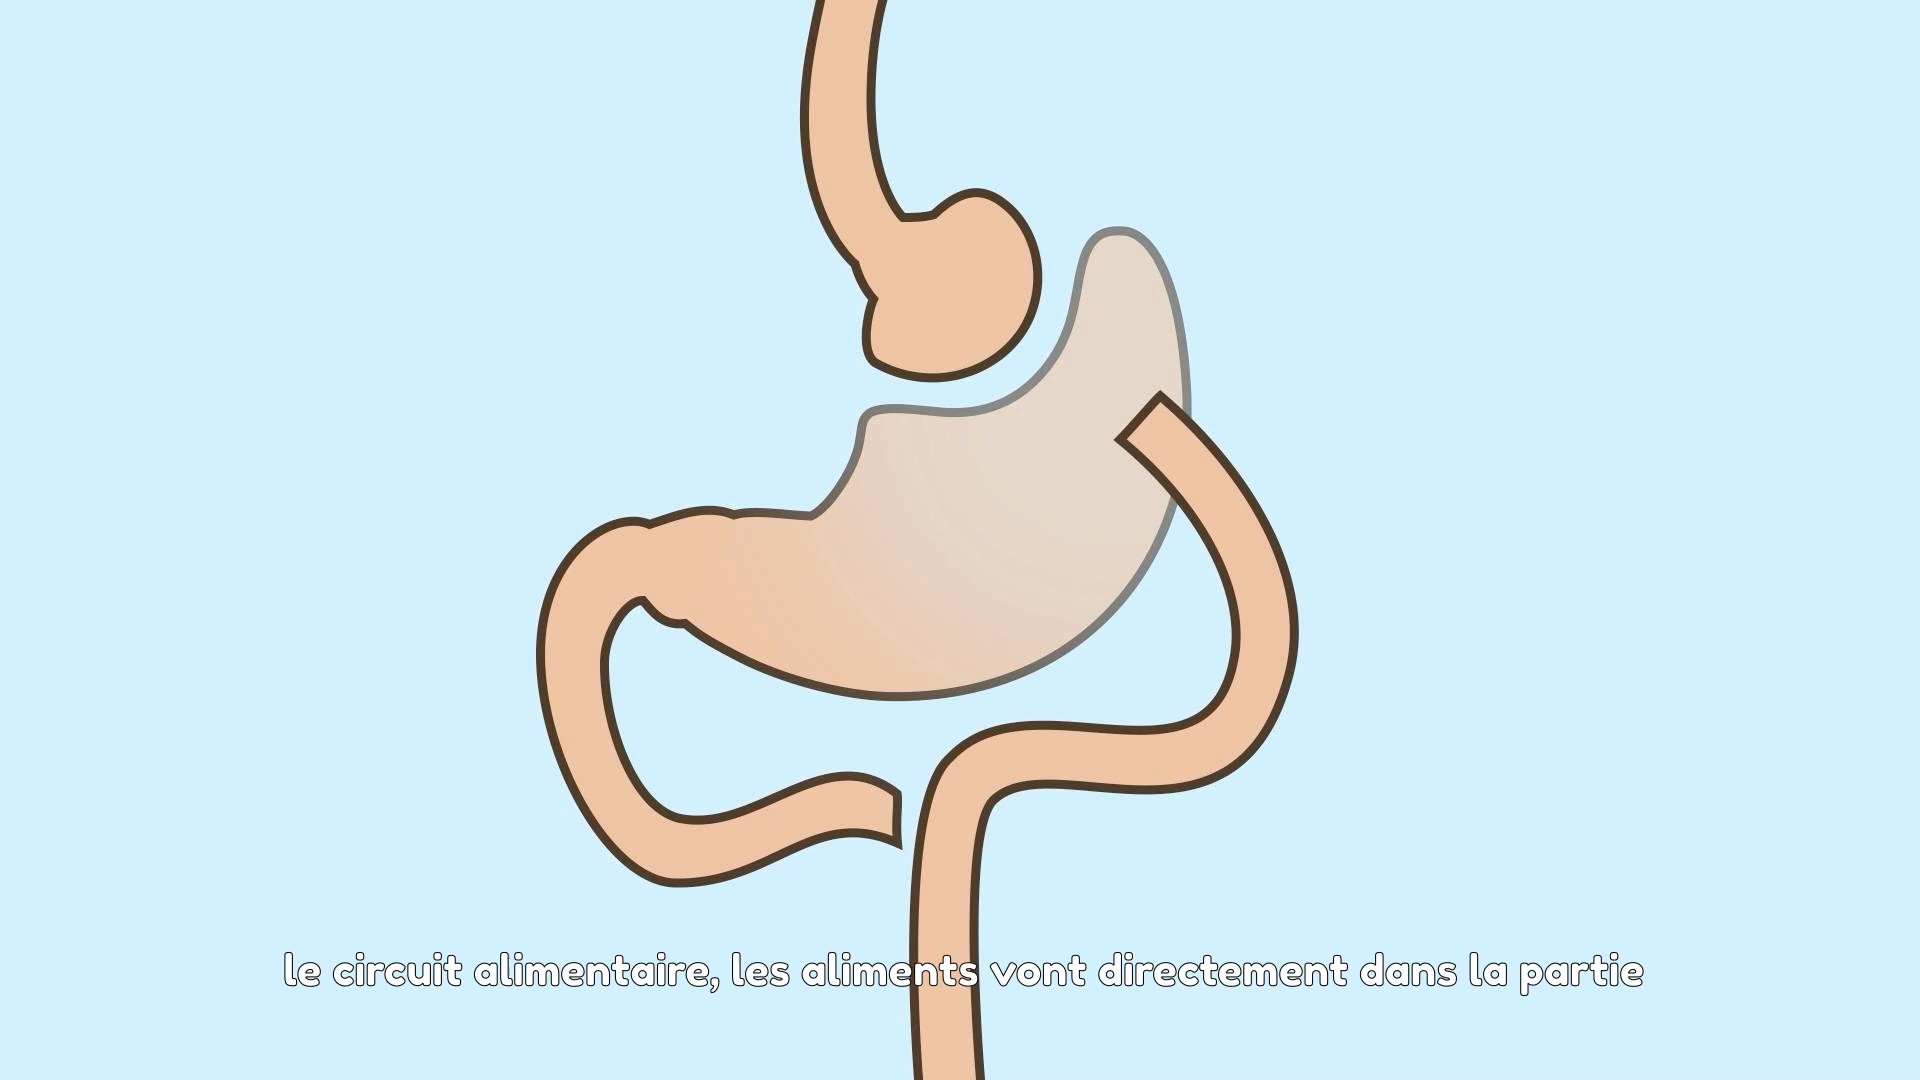 le circuit alimentaire, les aliments vont directement dans la partie